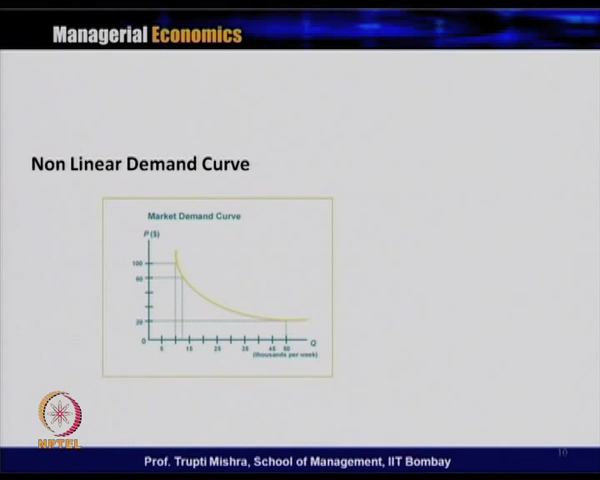 Managerial Economics
Non Linear Demand Curve
Market Demand Curve
P ($)
100
60
20
0
5
15
25
35
45
50
Q
(thousands per week)
NPTEL
Prof. Trupti Mishra, School of Management, IIT Bombay
10